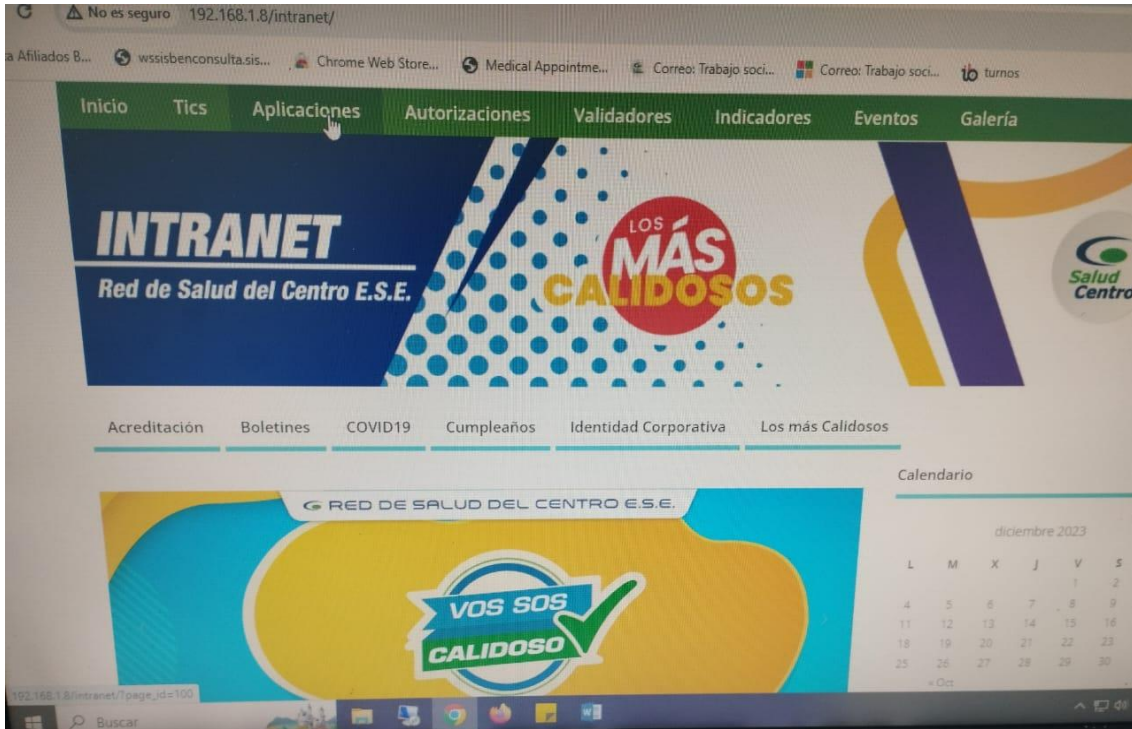 No es seguro 192.168.1.8/intranet/
a Afiliados B... wssisbenconsulta.sis... Chrome Web Store... Medical Appointme... Correo: Trabajo soci... Correo: Trabajo soci... turnos
Inicio Tics Aplicaciones Autorizaciones Validadores Indicadores Eventos Galería
INTRANET
Red de Salud del Centro E.S.E.
LOS
MÁS
CALIDOSOS
Salud
Centro
Acreditación Boletines COVID19 Cumpleaños Identidad Corporativa Los más Calidosos
Calendario
RED DE SALUD DEL CENTRO E.S.E.
VOS SOS
CALIDOSO
diciembre 2023
L M X J V S
1 2
4 5 6 7 8 9
11 12 13 14 15 16
18 19 20 21 22 23
25 26 27 28 29 30
« Oct
192.168.1.8/intranet/?page_id=100
Buscar